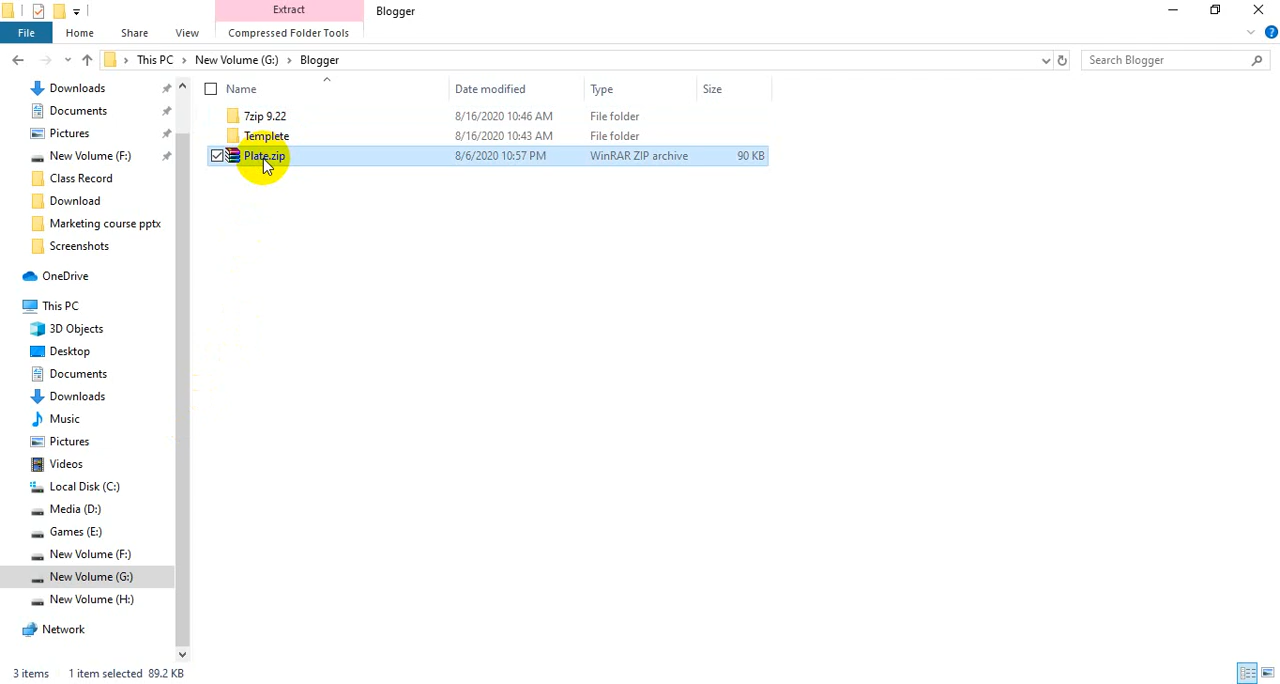 Extract
Blogger
File
Home
Share
View
Compressed Folder Tools
This PC
New Volume (G:)
Blogger
Search Blogger
Name
Date modified
Type
Size
7zip 9.22
8/16/2020 10:46 AM
File folder
Templete
8/16/2020 10:43 AM
File folder
Plate.zip
8/6/2020 10:57 PM
WinRAR ZIP archive
90 KB
Downloads
Documents
Pictures
New Volume (F:)
Class Record
Download
Marketing course pptx
Screenshots
OneDrive
This PC
3D Objects
Desktop
Documents
Downloads
Music
Pictures
Videos
Local Disk (C:)
Media (D:)
Games (E:)
New Volume (F:)
New Volume (G:)
New Volume (H:)
Network
3 items
1 item selected 89.2 KB